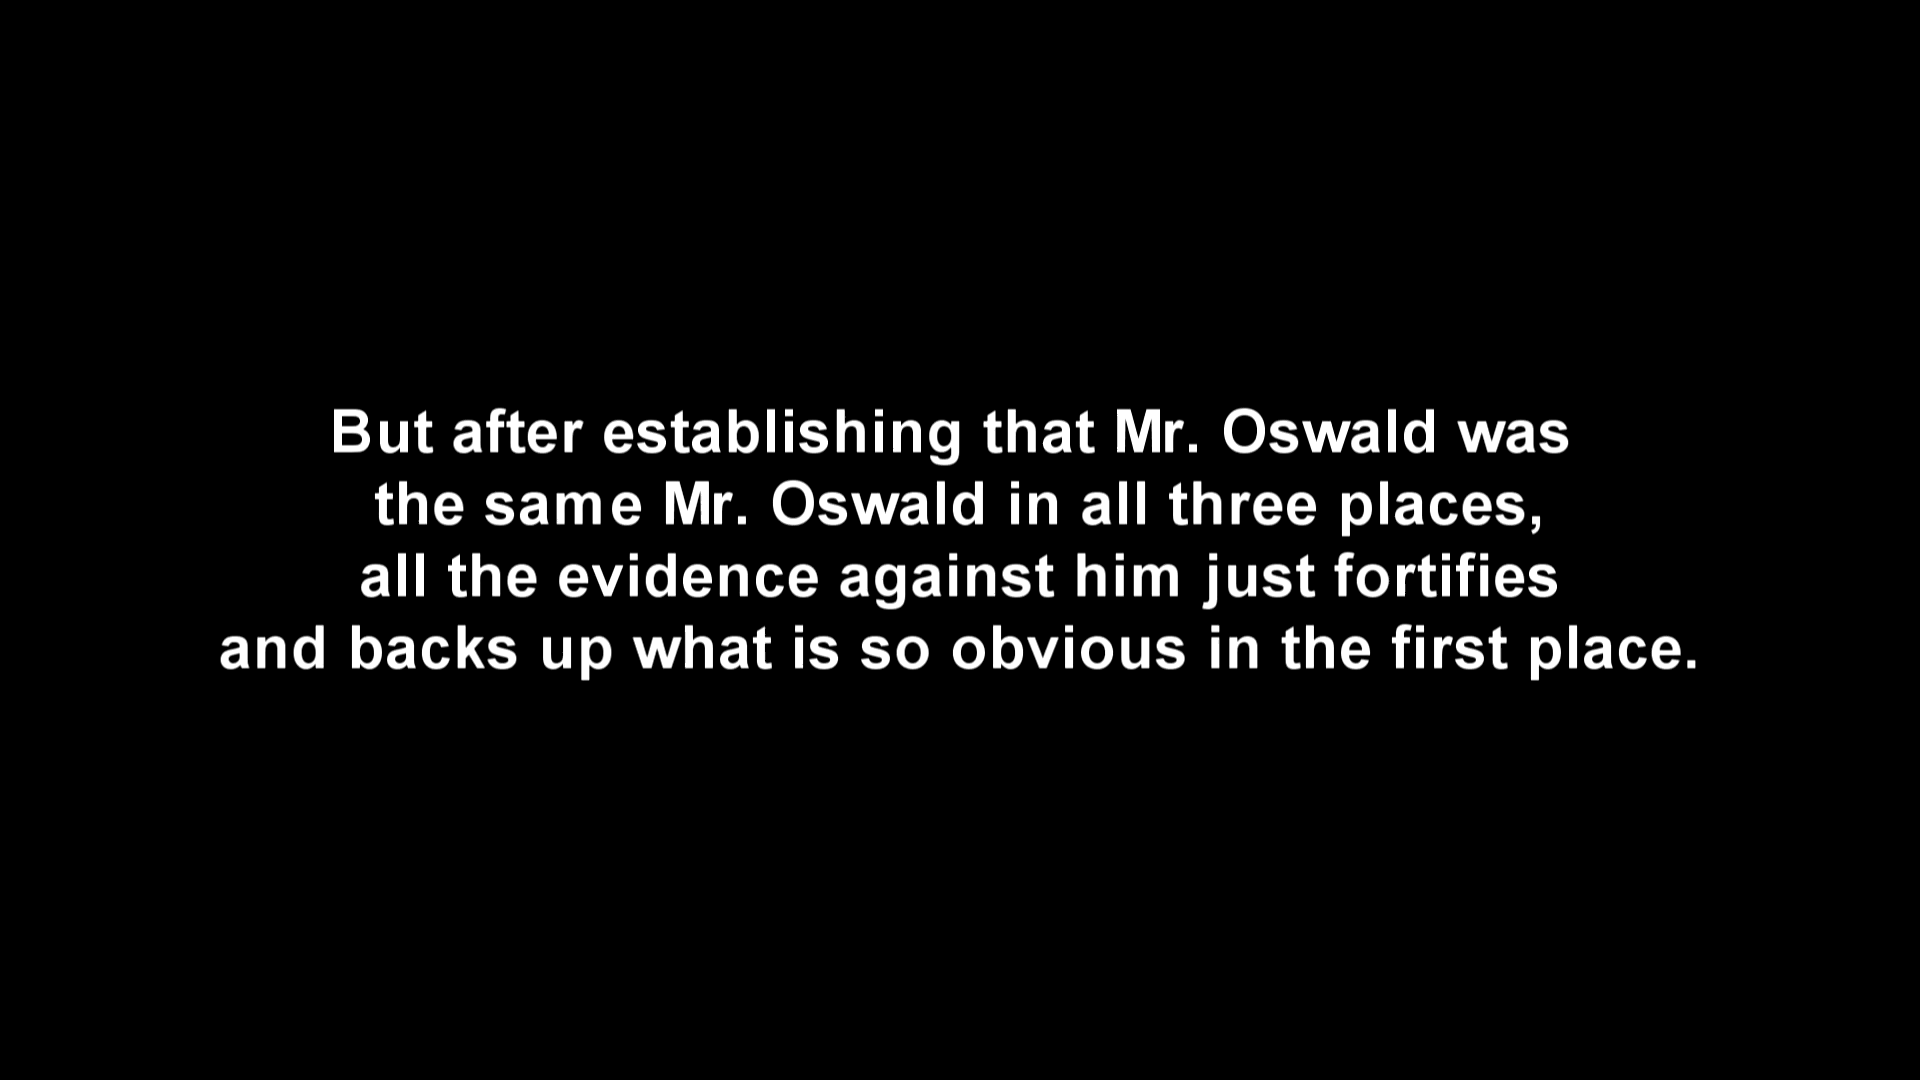 But after establishing that Mr. Oswald was
the same Mr. Oswald in all three places,
all the evidence against him just fortifies
and backs up what is so obvious in the first place.